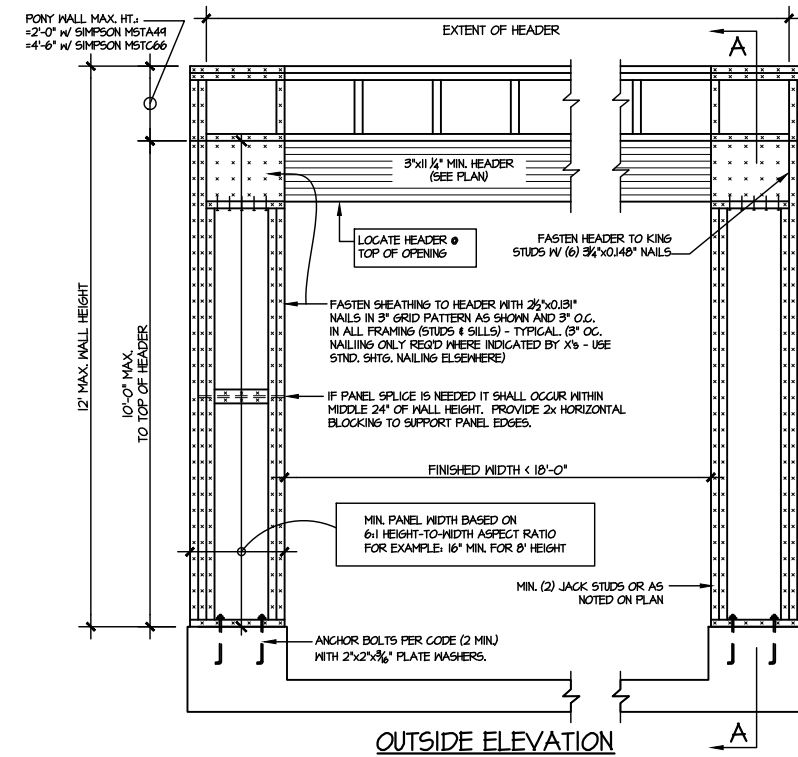 PONY WALL MAX. HT.:
=2'-0" W/ SIMPSON MSTA49
=4'-6" W/ SIMPSON MSTC66
EXTENT OF HEADER
A
3"x11 1/4" MIN. HEADER
(SEE PLAN)
LOCATE HEADER @
TOP OF OPENING
FASTEN HEADER TO KING
STUDS W/ (6) 3 1/4"x0.148" NAILS
FASTEN SHEATHING TO HEADER WITH 2 1/2"x0.131"
NAILS IN 3" GRID PATTERN AS SHOWN AND 3" O.C.
IN ALL FRAMING (STUDS & SILLS) - TYPICAL. (3" OC.
NAILIING ONLY REQ'D WHERE INDICATED BY X's - USE
STND. SHTG. NAILING ELSEWHERE)
12' MAX. WALL HEIGHT
10'-0" MAX.
TO TOP OF HEADER
IF PANEL SPLICE IS NEEDED IT SHALL OCCUR WITHIN
MIDDLE 24" OF WALL HEIGHT. PROVIDE 2x HORIZONTAL
BLOCKING TO SUPPORT PANEL EDGES.
FINISHED WIDTH < 18'-0"
MIN. PANEL WIDTH BASED ON
6:1 HEIGHT-TO-WIDTH ASPECT RATIO
FOR EXAMPLE: 16" MIN. FOR 8' HEIGHT
MIN. (2) JACK STUDS OR AS
NOTED ON PLAN
ANCHOR BOLTS PER CODE (2 MIN.)
WITH 2"x2"x3/16" PLATE WASHERS.
A
OUTSIDE ELEVATION